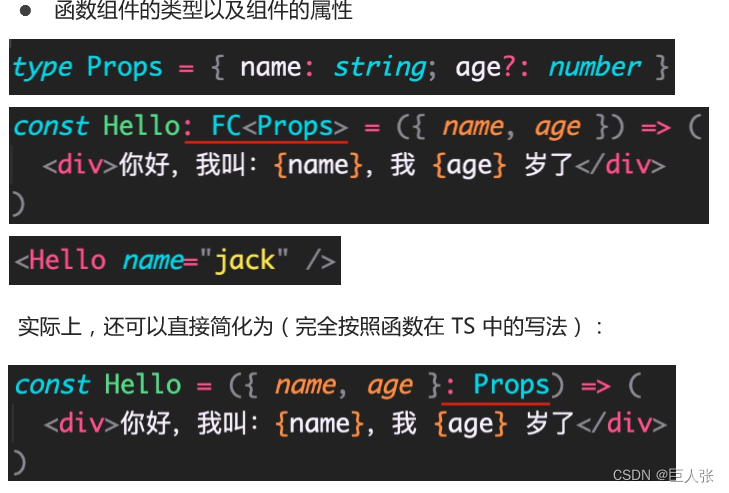 ● 函数组件的类型以及组件的属性
type Props = { name: string; age?: number }
const Hello: FC<Props> = ({ name, age }) => (
<div>你好，我叫：{name}，我 {age} 岁了</div>
)
<Hello name="jack" />
实际上，还可以直接简化为（完全按照函数在 TS 中的写法）：
const Hello = ({ name, age }: Props) => (
<div>你好，我叫：{name}，我 {age} 岁了</div>
)
CSDN @巨人张